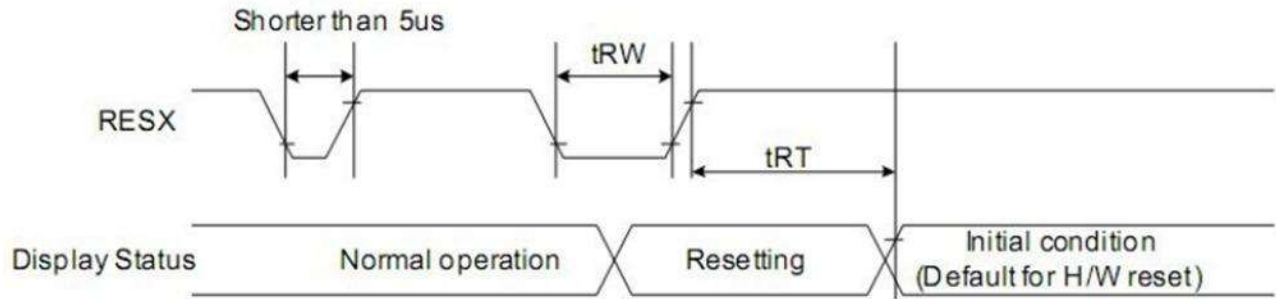 Shorter than 5us
tRW
RESX
tRT
Display Status
Normal operation
Resetting
Initial condition
(Default for H/W reset)